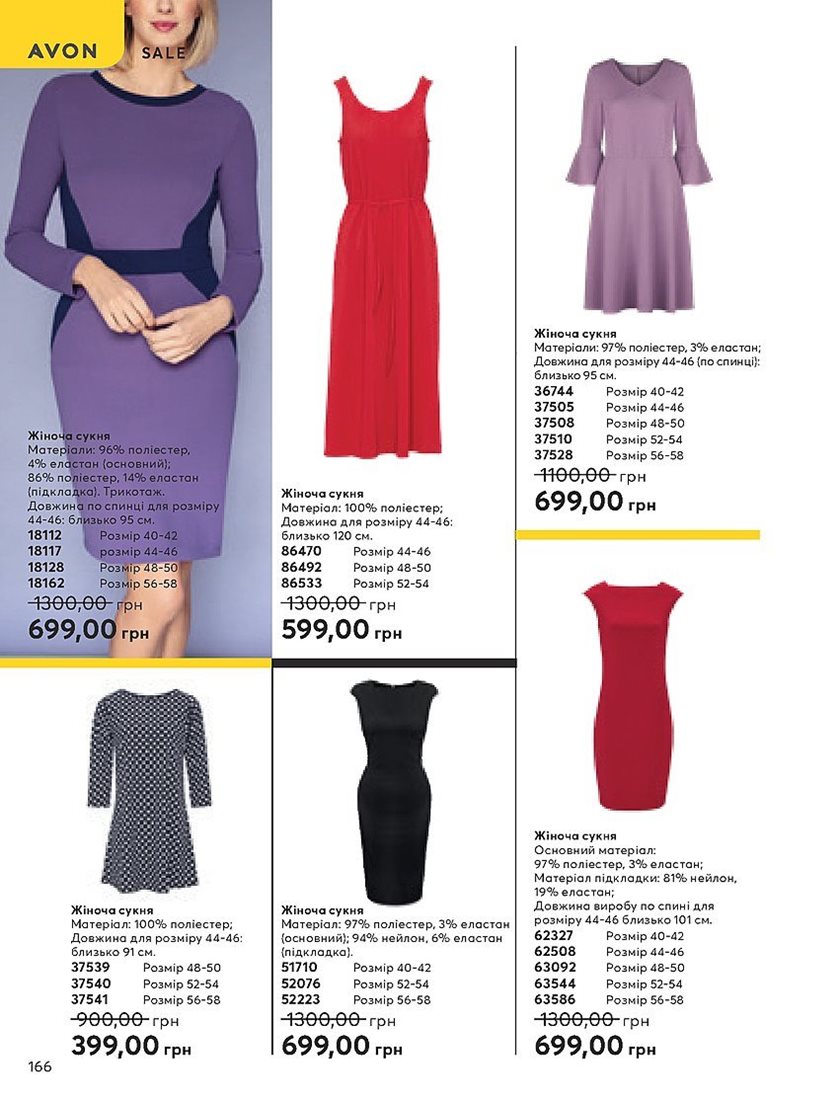 AVON
SALE
Жіноча сукня
Матеріали: 96% поліестер,
4% еластан (основний);
86% поліестер, 14% еластан
(підкладка). Трикотаж.
Довжина по спинці для розміру
44-46: близько 95 см.
18112 Розмір 40-42
18117 розмір 44-46
18128 Розмір 48-50
18162 Розмір 56-58
1300,00 грн
699,00 грн
Жіноча сукня
Матеріал: 100% поліестер;
Довжина для розміру 44-46:
близько 120 см.
86470 Розмір 44-46
86492 Розмір 48-50
86533 Розмір 52-54
1300,00 грн
599,00 грн
Жіноча сукня
Матеріали: 97% поліестер, 3% еластан;
Довжина для розміру 44-46 (по спинці):
близько 95 см.
36744 Розмір 40-42
37505 Розмір 44-46
37508 Розмір 48-50
37510 Розмір 52-54
37528 Розмір 56-58
1100,00 грн
699,00 грн
Жіноча сукня
Матеріал: 100% поліестер;
Довжина для розміру 44-46:
близько 91 см.
37539 Розмір 48-50
37540 Розмір 52-54
37541 Розмір 56-58
900,00 грн
399,00 грн
Жіноча сукня
Матеріал: 97% поліестер, 3% еластан
(основний); 94% нейлон, 6% еластан
(підкладка).
51710 Розмір 40-42
52076 Розмір 52-54
52223 Розмір 56-58
1300,00 грн
699,00 грн
Жіноча сукня
Основний матеріал:
97% поліестер, 3% еластан;
Матеріал підкладки: 81% нейлон,
19% еластан;
Довжина виробу по спині для
розміру 44-46 близько 101 см.
62327 Розмір 40-42
62508 Розмір 44-46
63092 Розмір 48-50
63544 Розмір 52-54
63586 Розмір 56-58
1300,00 грн
699,00 грн
166